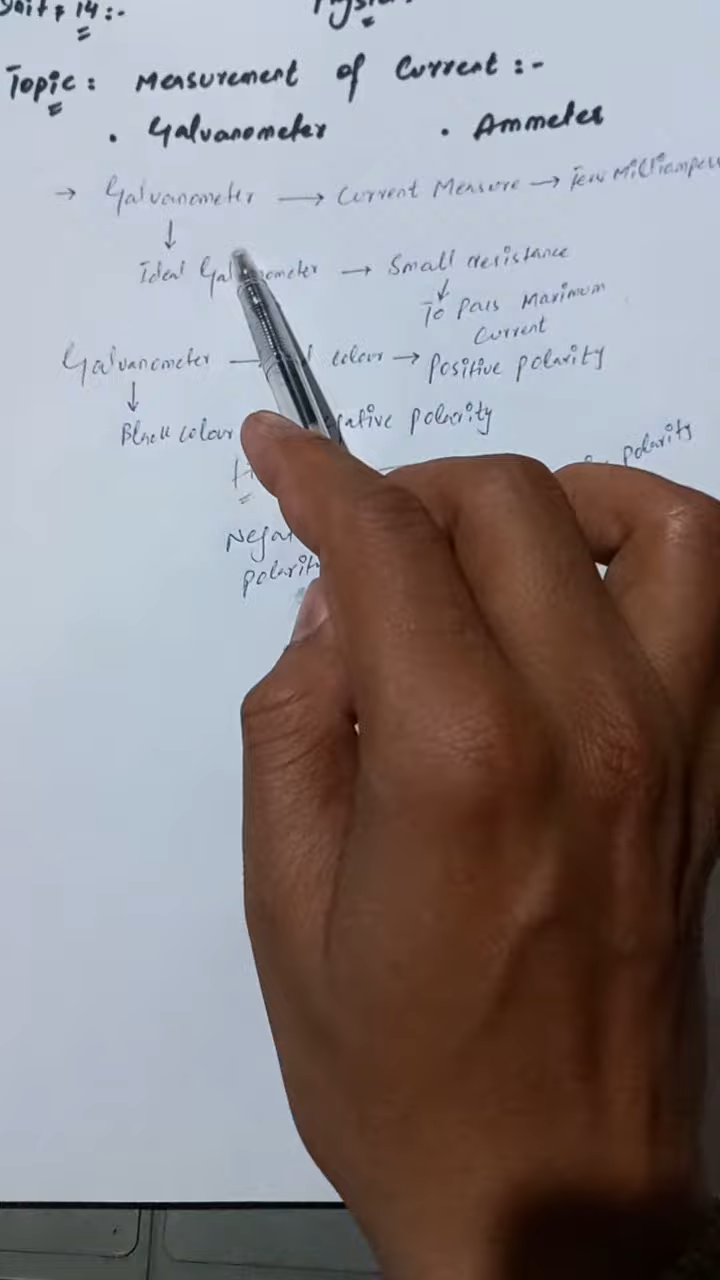 14:-
Topic: Measurement of Current:-
• Galvanometer • Ammeter
→ Galvanometer → Current Measure → Few Milliampere
↓
Ideal → Small resistance
↓
To Pass Maximum
Current
Galvanometer → colour → Positive polarity
↓
Black colour polarity
polarity
polarity